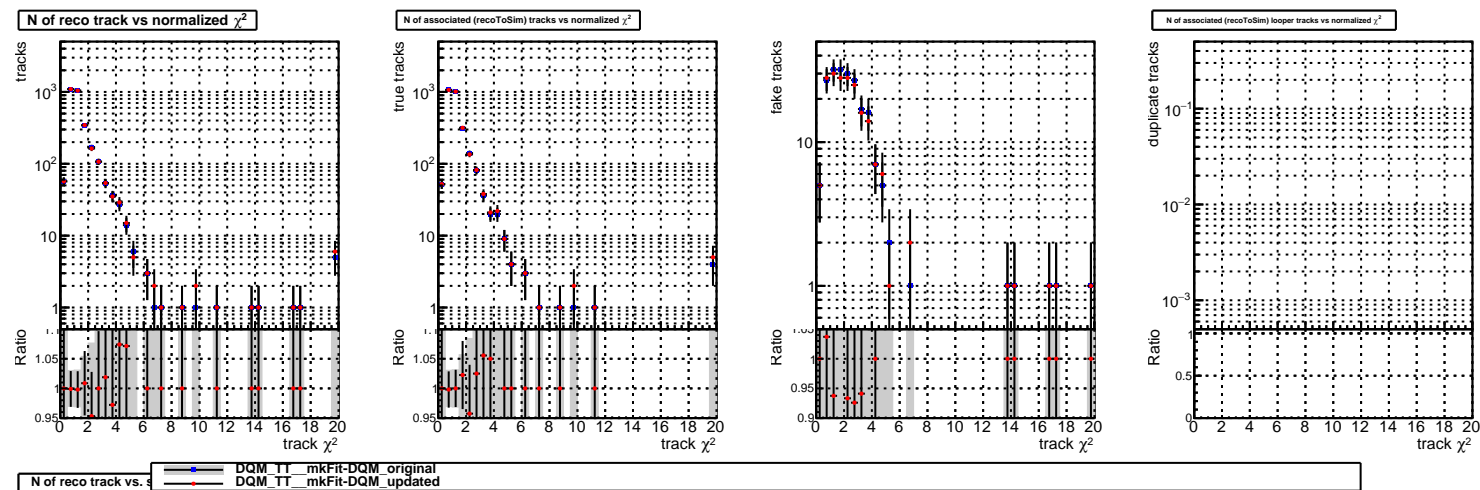 N of reco track vs normalized χ²
N of associated (recoToSim) tracks vs normalized χ²
N of associated (recoToSim) looper tracks vs normalized χ²
tracks
10³
10²
10
1
Ratio
1.1
1.05
1
0.95
0 2 4 6 8 10 12 14 16 18 20
track χ²
true tracks
10³
10²
10
1
Ratio
1.1
1.05
1
0.95
0 2 4 6 8 10 12 14 16 18 20
track χ²
fake tracks
10
1
Ratio
1.05
1
0.95
0.9
0 2 4 6 8 10 12 14 16 18 20
track χ²
duplicate tracks
10⁻¹
10⁻²
10⁻³
Ratio
1
0.5
0
0 2 4 6 8 10 12 14 16 18 20
track χ²
N of reco track vs.
DQM_TT__mkFit-DQM_original
DQM_TT__mkFit-DQM_updated